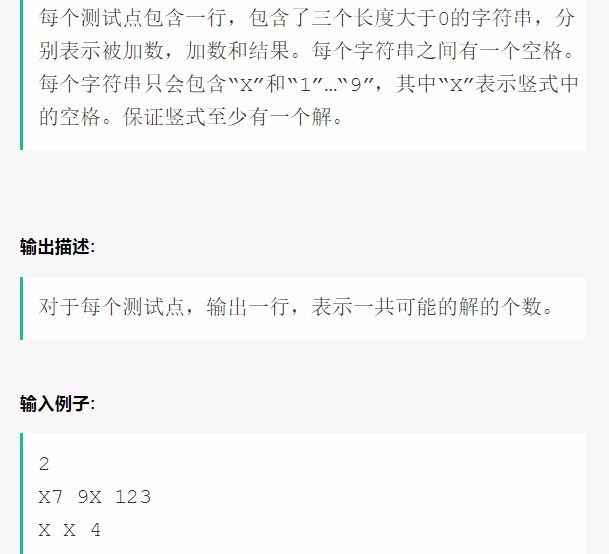 每个测试点包含一行，包含了三个长度大于0的字符串，分
别表示被加数，加数和结果。每个字符串之间有一个空格。
每个字符串只会包含“X”和“1”…“9”，其中“X”表示竖式中
的空格。保证竖式至少有一个解。
输出描述:
对于每个测试点，输出一行，表示一共可能的解的个数。
输入例子:
2
X7 9X 123
X X 4